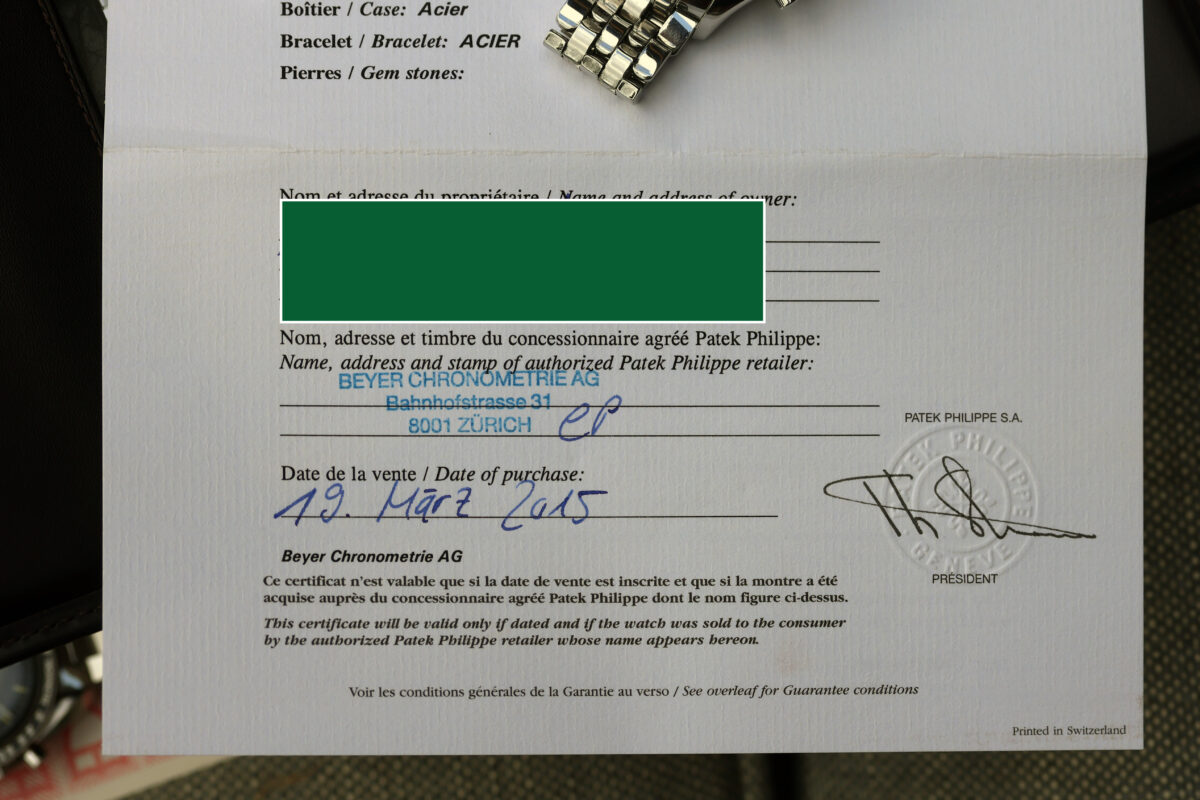 Boîtier / Case: Acier
Bracelet / Bracelet: ACIER
Pierres / Gem stones:
Nom et adresse du propriétaire / Name and address of owner:
Nom, adresse et timbre du concessionnaire agréé Patek Philippe:
Name, address and stamp of authorized Patek Philippe retailer:
BEYER CHRONOMETRIE AG
Bahnhofstrasse 31
8001 ZÜRICH
PATEK PHILIPPE S.A.
PATEK PHILIPPE
GENEVE
Date de la vente / Date of purchase:
19. März 2015
PRÉSIDENT
Beyer Chronometrie AG
Ce certificat n'est valable que si la date de vente est inscrite et que si la montre a été
acquise auprès du concessionnaire agréé Patek Philippe dont le nom figure ci-dessus.
This certificate will be valid only if dated and if the watch was sold to the consumer
by the authorized Patek Philippe retailer whose name appears hereon.
Voir les conditions générales de la Garantie au verso / See overleaf for Guarantee conditions
Printed in Switzerland